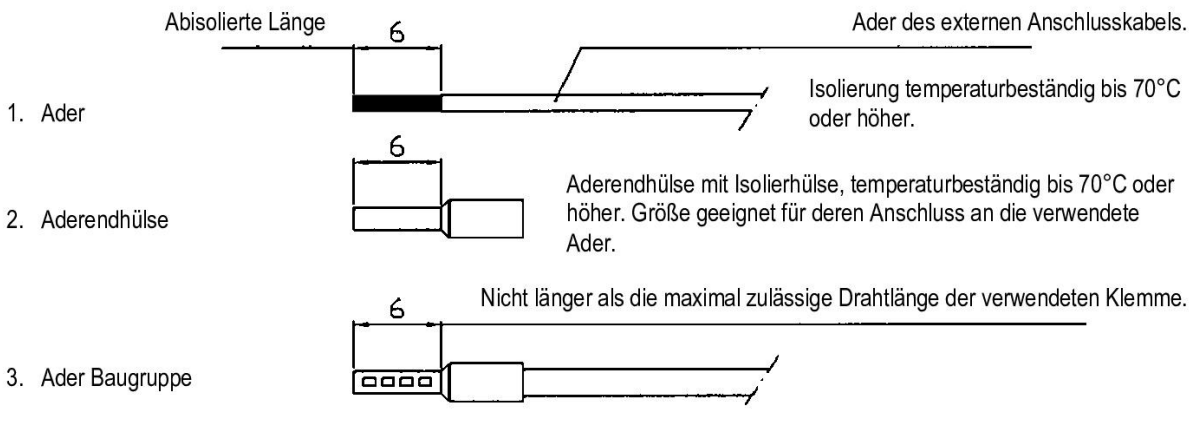 Abisolierte Länge
6
Ader des externen Anschlusskabels.
1. Ader
Isolierung temperaturbeständig bis 70°C
oder höher.
6
2. Aderendhülse
Aderendhülse mit Isolierhülse, temperaturbeständig bis 70°C oder
höher. Größe geeignet für deren Anschluss an die verwendete
Ader.
6
Nicht länger als die maximal zulässige Drahtlänge der verwendeten Klemme.
3. Ader Baugruppe